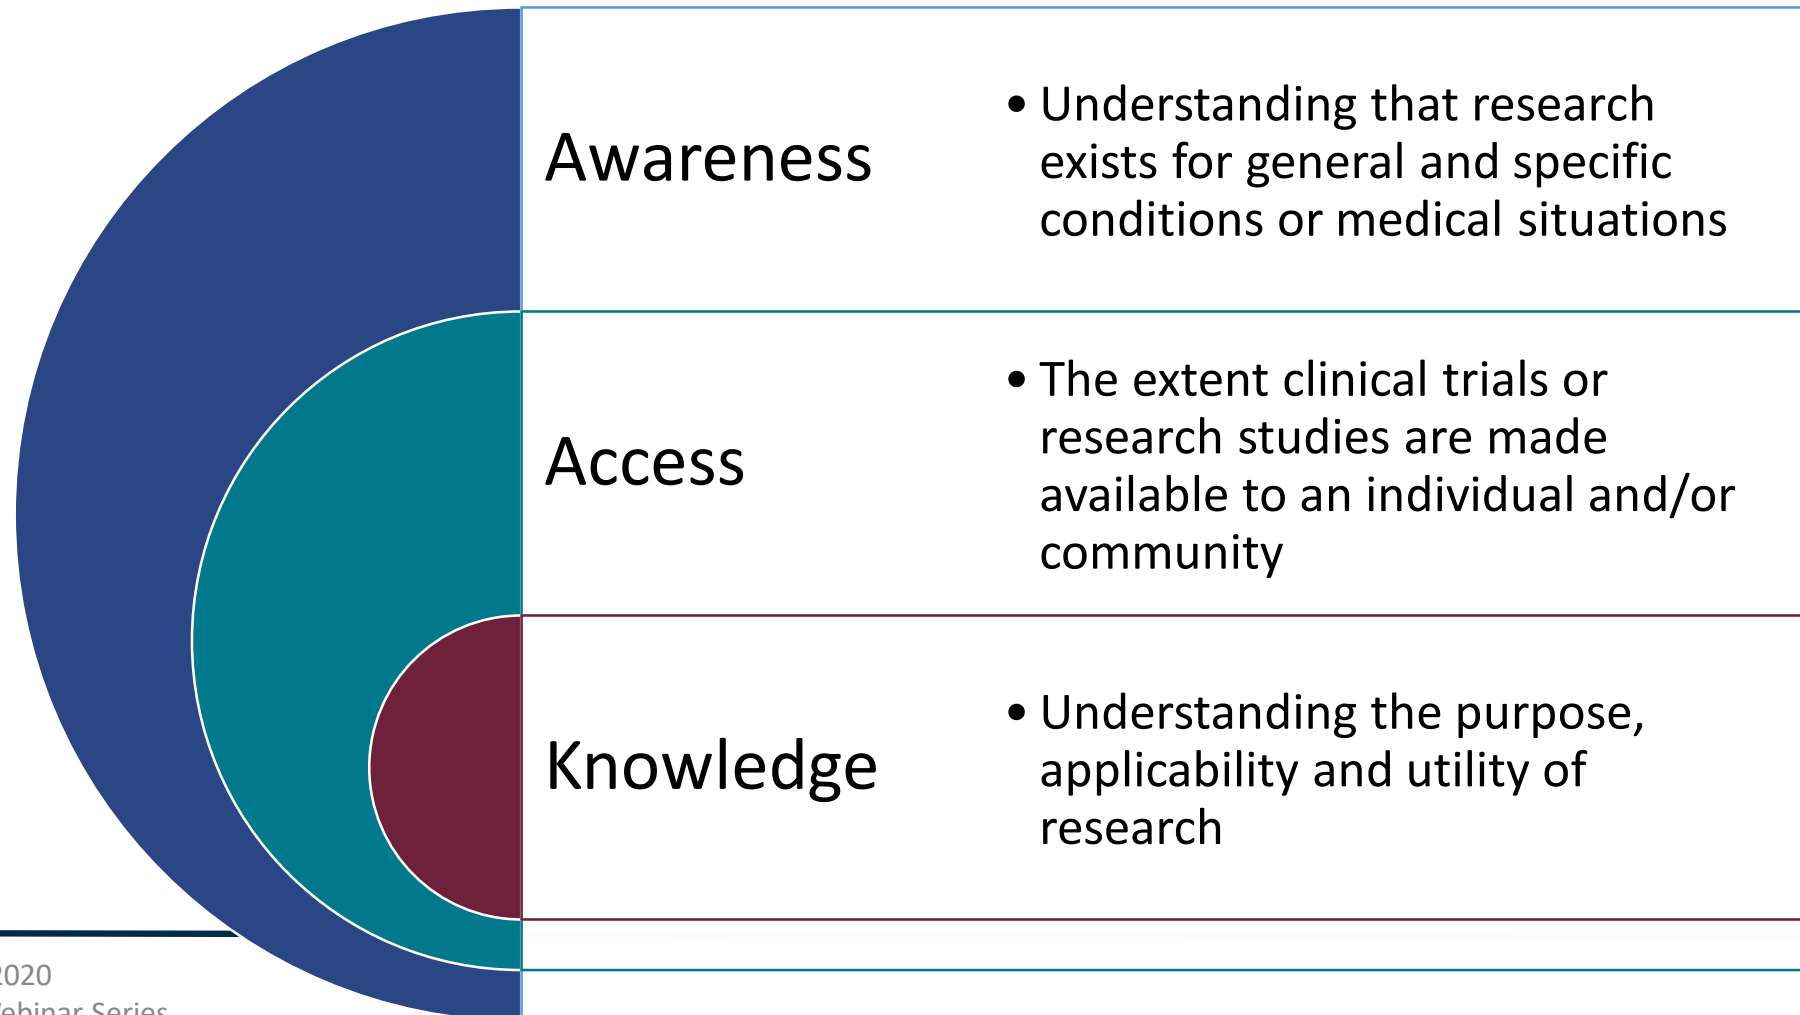 Awareness
• Understanding that research
exists for general and specific
conditions or medical situations
Access
• The extent clinical trials or
research studies are made
available to an individual and/or
community
Knowledge
• Understanding the purpose,
applicability and utility of
research
2020
Series